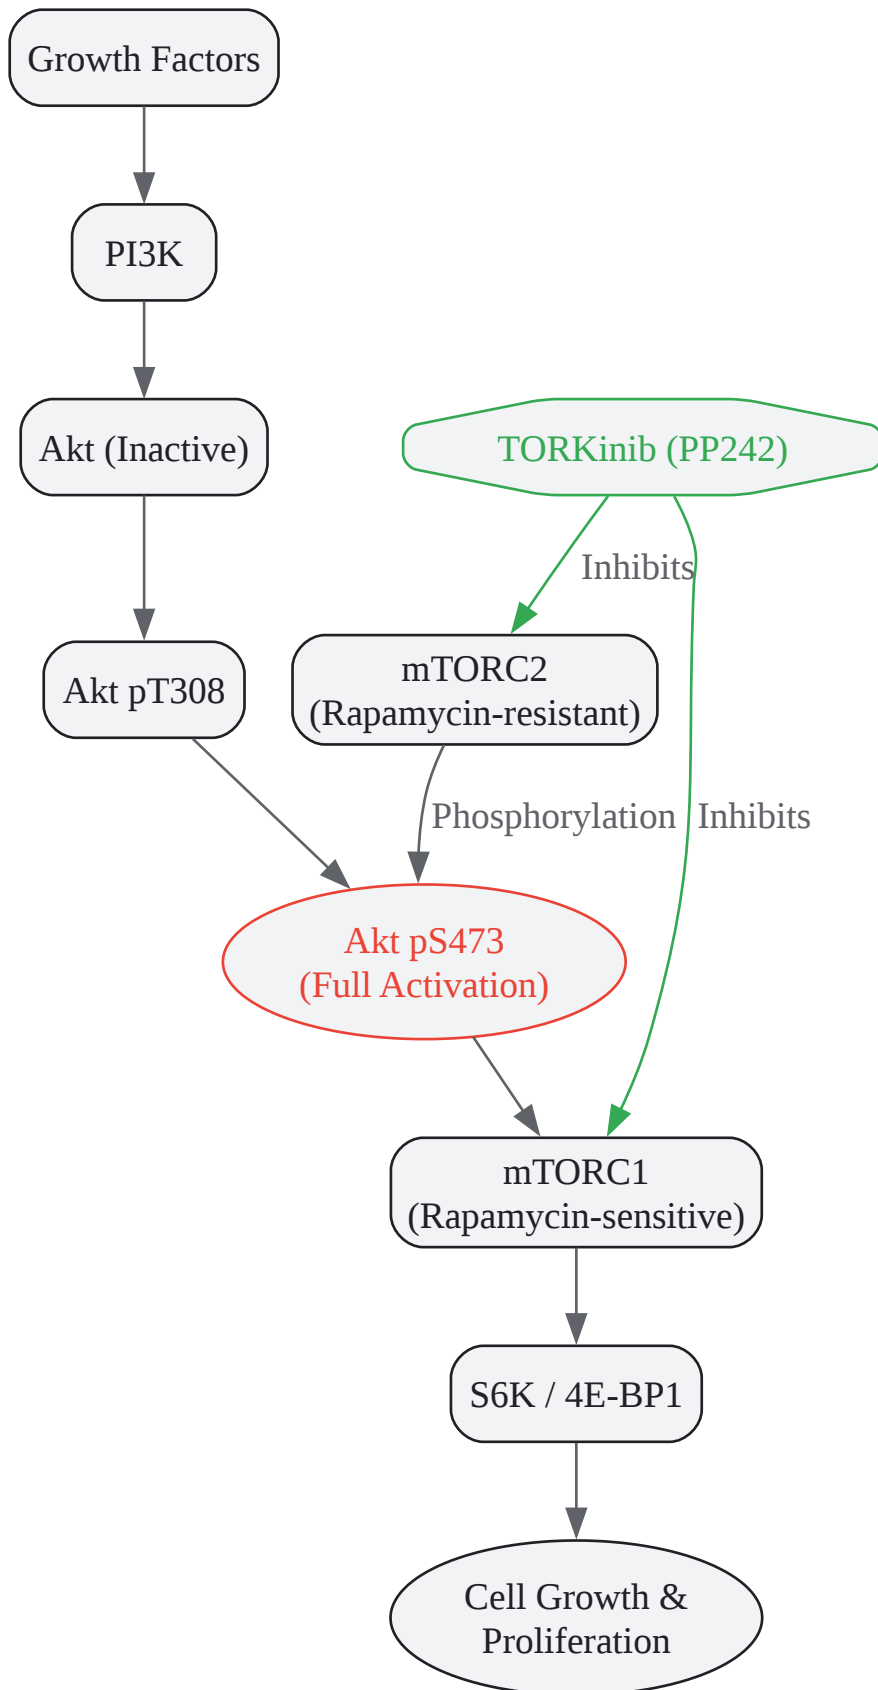 Growth Factors
PI3K
Akt (Inactive)
TORKinib (PP242)
Inhibits
Akt pT308
mTORC2
(Rapamycin-resistant)
Phosphorylation
Inhibits
Akt pS473
(Full Activation)
mTORC1
(Rapamycin-sensitive)
S6K / 4E-BP1
Cell Growth &
Proliferation